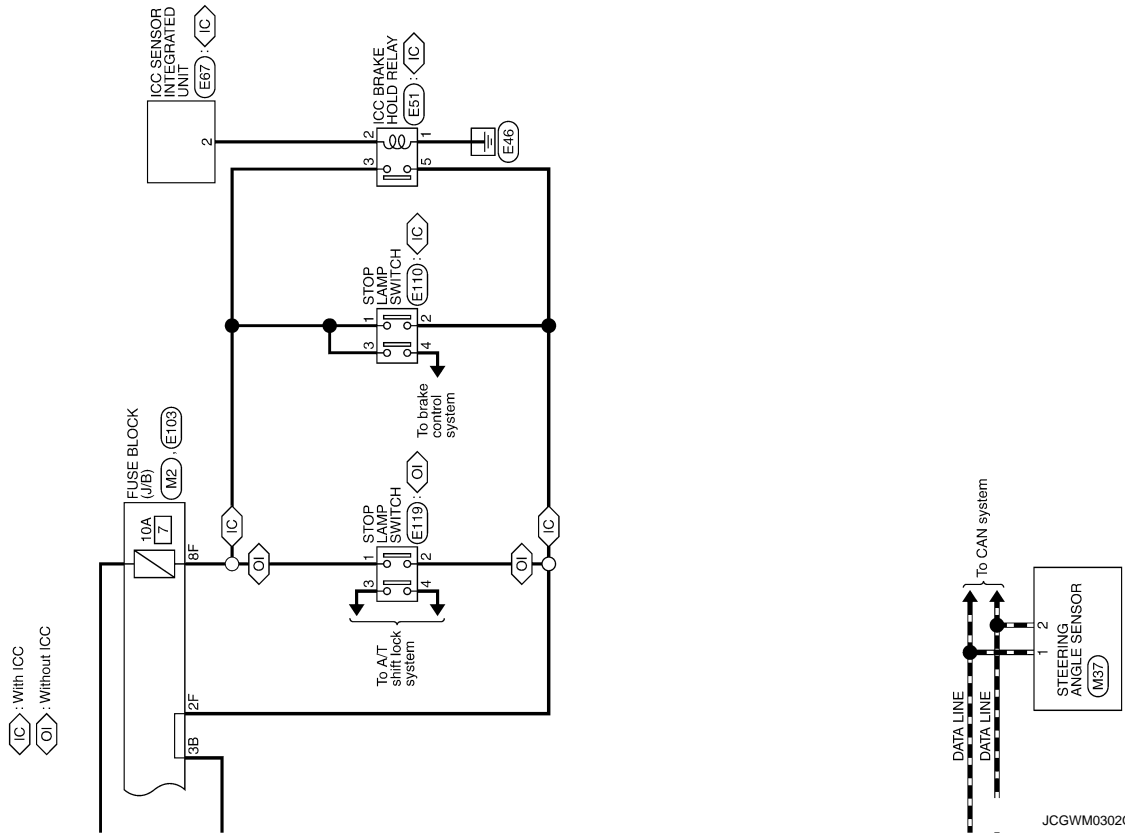 IC : With ICC
OI : Without ICC
FUSE BLOCK
(J/B)
M2 , E103
10A
7
8F
2F
3B
IC
OI
STOP
LAMP
SWITCH
E119 : OI
1
3
2
4
To A/T
shift lock
system
OI
IC
STOP
LAMP
SWITCH
E110 : IC
1
3
2
4
To brake
control
system
ICC SENSOR
INTEGRATED
UNIT
E67 : IC
2
ICC BRAKE
HOLD RELAY
E51 : IC
2
3
1
5
E46
DATA LINE
DATA LINE
To CAN system
1
2
STEERING
ANGLE SENSOR
M37